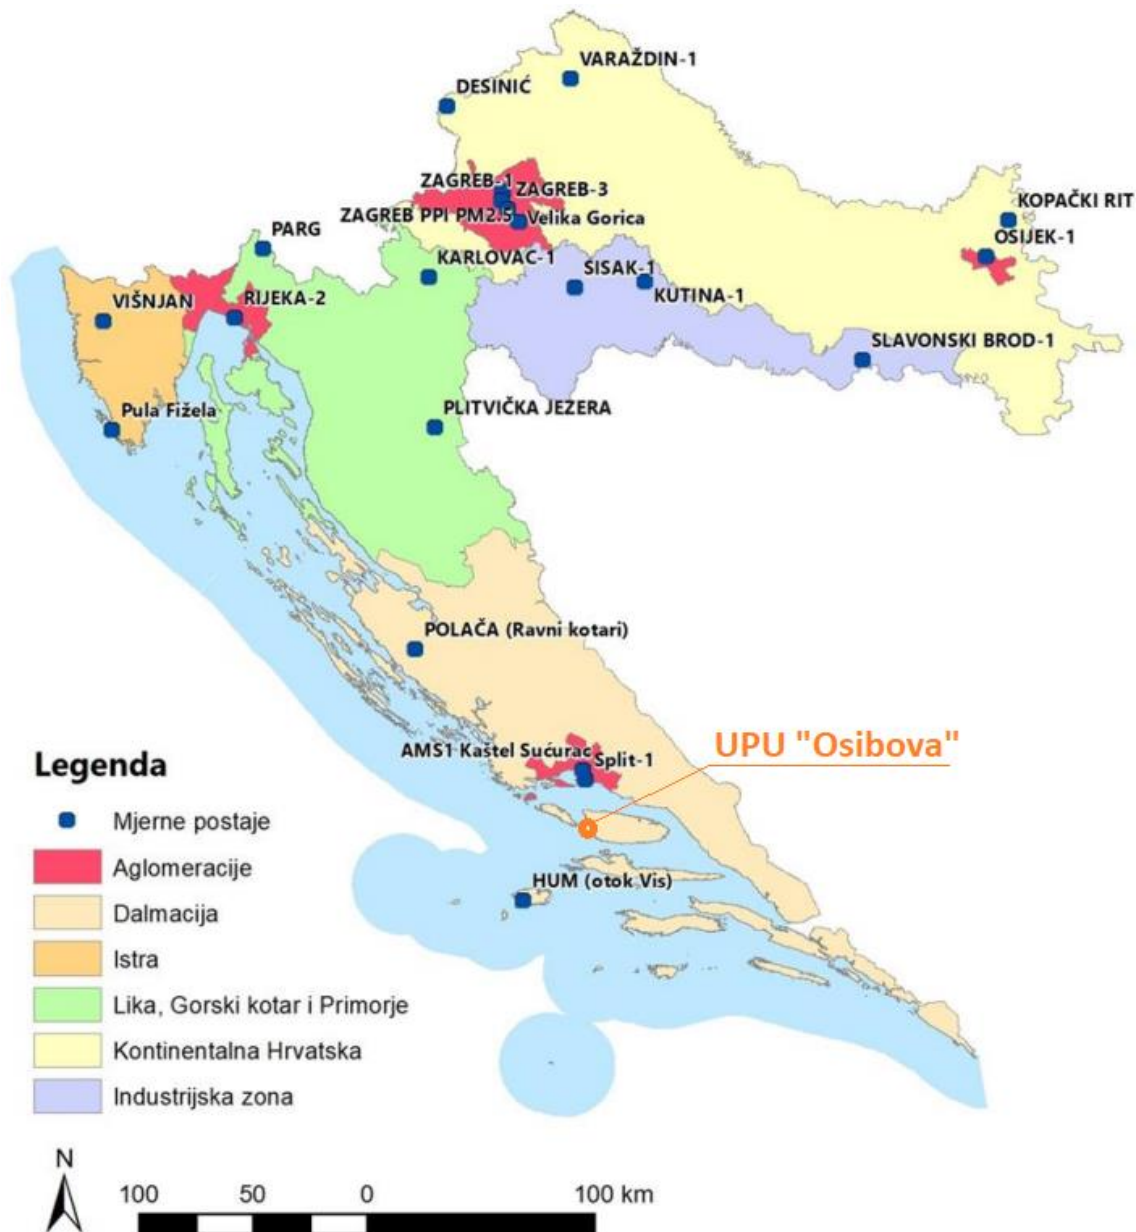 VARAŽDIN-1
DESINIĆ
ZAGREB-1
ZAGREB-3
KOPAČKI RIT
ZAGREB PPI PM2.5
Velika Gorica
PARG
OSIJEK-1
KARLOVAC-1
SISAK-1
VIŠNJAN
RIJEKA-2
KUTINA-1
SLAVONSKI BROD-1
Pula Fižela
PLITVIČKA JEZERA
POLAČA (Ravni kotari)
UPU "Osibova"
AMS1 Kaštel Sućurac
Split-1
HUM (otok Vis)
Legenda
Mjerne postaje
Aglomeracije
Dalmacija
Istra
Lika, Gorski kotar i Primorje
Kontinentalna Hrvatska
Industrijska zona
N
100 50 0 100 km